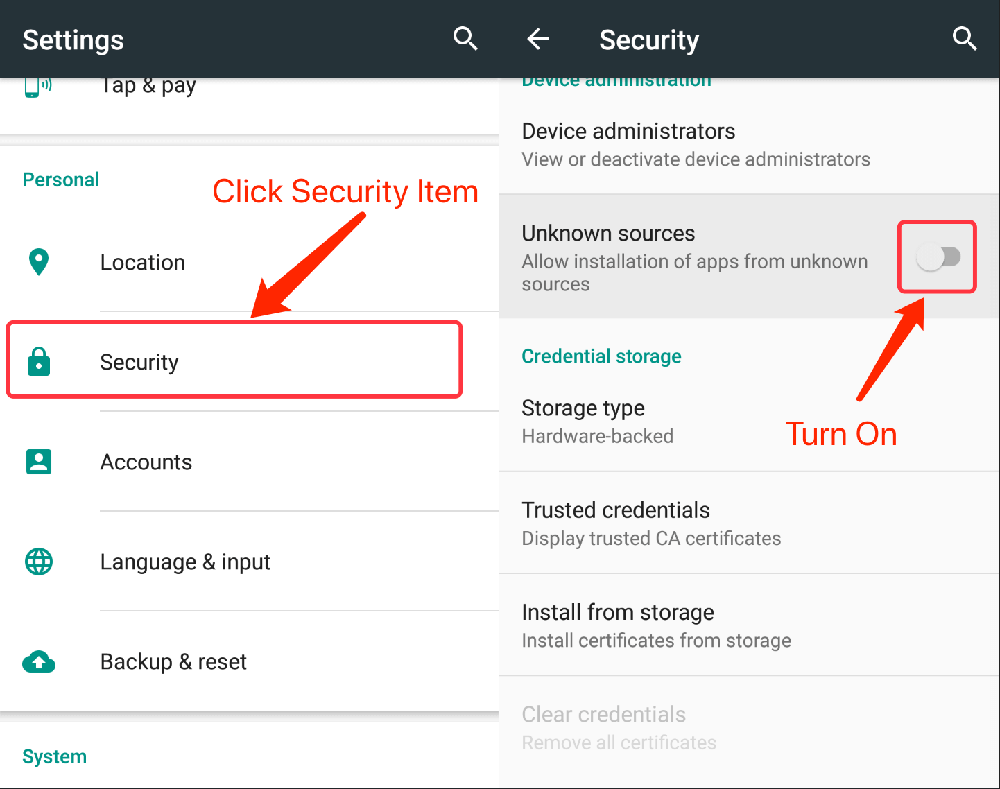 Settings
Tap & pay
Personal
Click Security Item
Location
Security
Accounts
Language & input
Backup & reset
System
Security
Device administration
Device administrators
View or deactivate device administrators
Unknown sources
Allow installation of apps from unknown
sources
Credential storage
Storage type
Hardware-backed
Turn On
Trusted credentials
Display trusted CA certificates
Install from storage
Install certificates from storage
Clear credentials
Remove all certificates